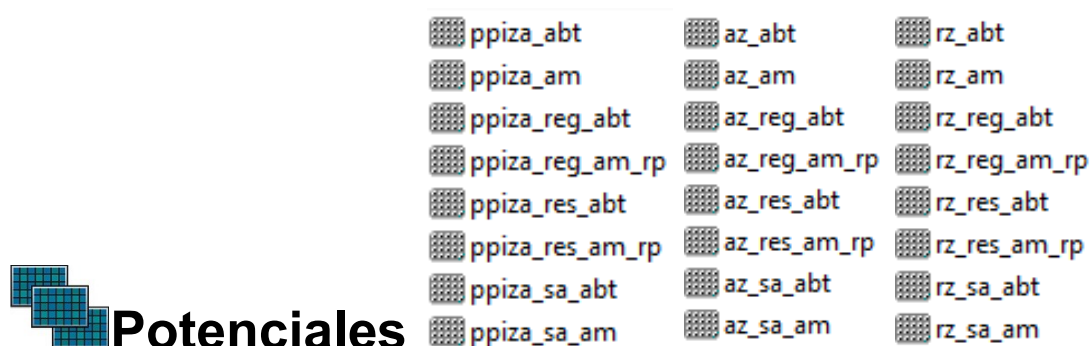 ppiza_abt az_abt rz_abt
ppiza_am az_am rz_am
ppiza_reg_abt az_reg_abt rz_reg_abt
ppiza_reg_am_rp az_reg_am_rp rz_reg_am_rp
ppiza_res_abt az_res_abt rz_res_abt
ppiza_res_am_rp az_res_am_rp rz_res_am_rp
ppiza_sa_abt az_sa_abt rz_sa_abt
Potenciales ppiza_sa_am az_sa_am rz_sa_am